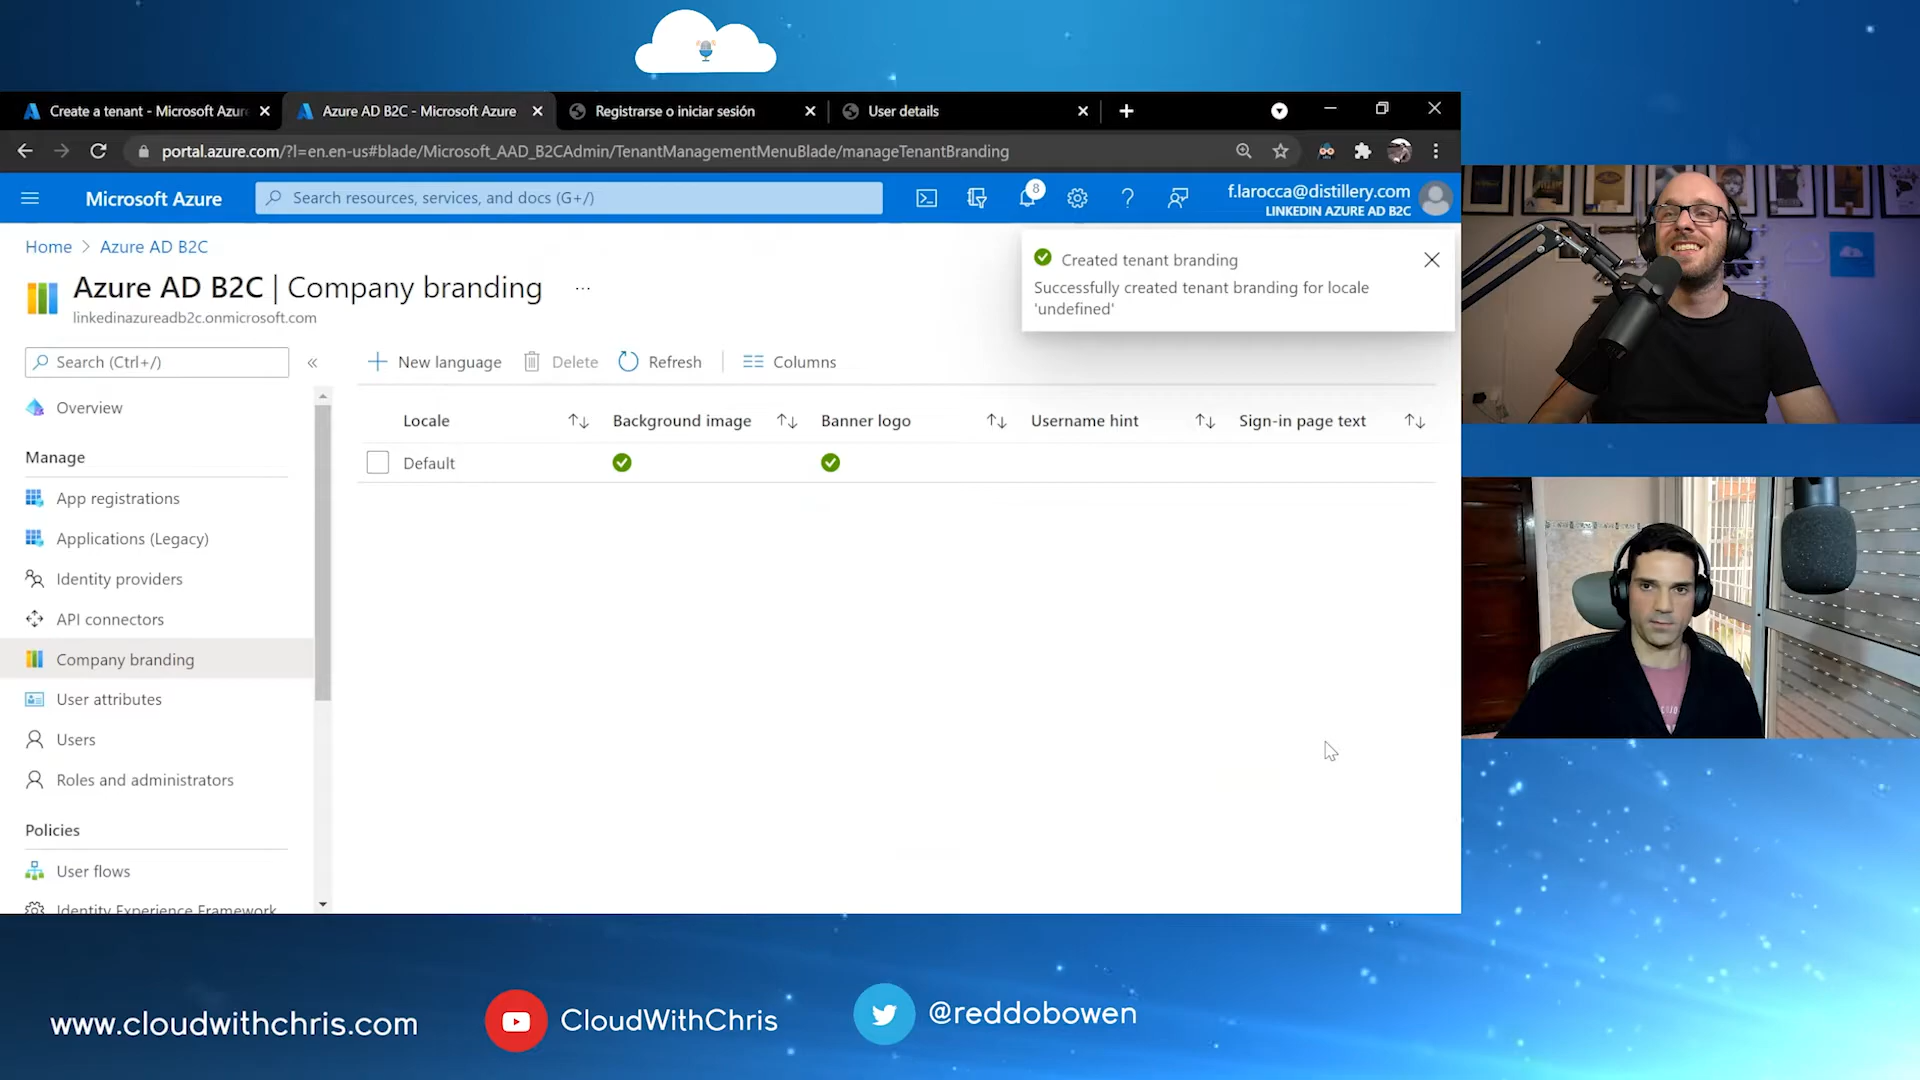 Create a tenant - Microsoft Azur
Azure AD B2C - Microsoft Azure
Registrarse o iniciar sesión
User details
portal.azure.com/?l=en.en-us#blade/Microsoft_AAD_B2CAdmin/TenantManagementMenuBlade/manageTenantBranding
Microsoft Azure
Search resources, services, and docs (G+/)
8
f.larocca@distillery.com
LINKEDIN AZURE AD B2C
Home > Azure AD B2C
Azure AD B2C | Company branding ...
linkedinazureadb2c.onmicrosoft.com
Created tenant branding
Successfully created tenant branding for locale
'undefined'
Search (Ctrl+/)
New language
Delete
Refresh
Columns
Locale
Background image
Banner logo
Username hint
Sign-in page text
Default
Overview
Manage
App registrations
Applications (Legacy)
Identity providers
API connectors
Company branding
User attributes
Users
Roles and administrators
Policies
User flows
Identity Experience Framework
www.cloudwithchris.com
CloudWithChris
@reddobowen